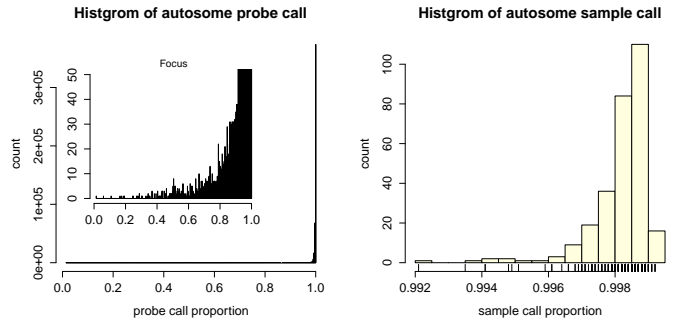 Histgrom of autosome probe call
Histgrom of autosome sample call
Focus
count
0e+00
1e+05
2e+05
3e+05
0
10
20
30
40
50
0.0 0.2 0.4 0.6 0.8 1.0
0.0 0.2 0.4 0.6 0.8 1.0
probe call proportion
count
0
20
40
60
80
100
0.992 0.994 0.996 0.998
sample call proportion